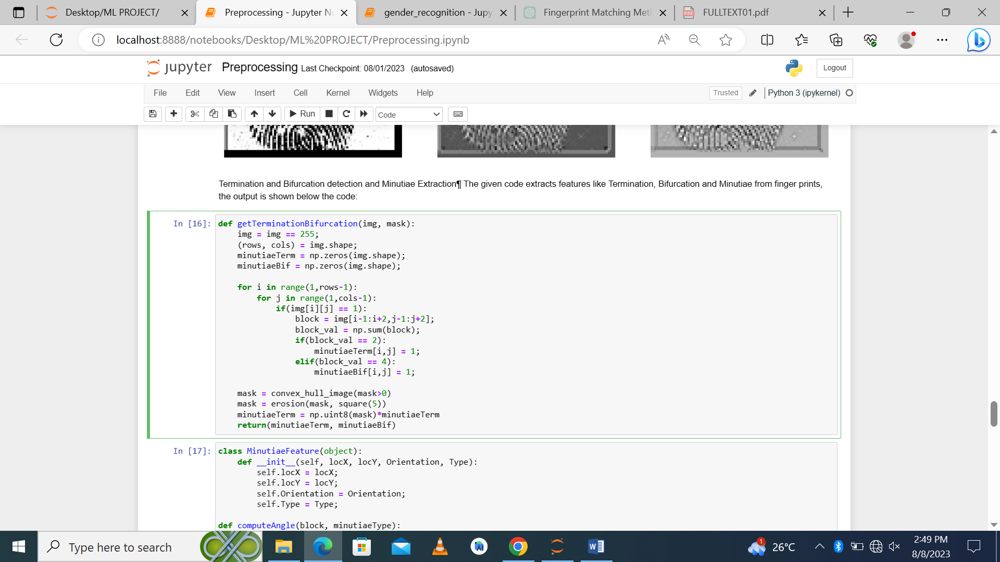 Desktop/ML PROJECT/
Preprocessing - Jupyter No
gender_recognition - Jupy
Fingerprint Matching Met
PDF
FULLTEXT01.pdf
localhost:8888/notebooks/Desktop/ML%20PROJECT/Preprocessing.ipynb
jupyter Preprocessing Last Checkpoint: 08/01/2023 (autosaved)
Logout
File Edit View Insert Cell Kernel Widgets Help
Trusted
Python 3 (ipykernel)
Run
Code
Termination and Bifurcation detection and Minutiae Extraction¶ The given code extracts features like Termination, Bifurcation and Minutiae from finger prints,
the output is shown below the code:
In [16]:
def getTerminationBifurcation(img, mask):
    img = img == 255;
    (rows, cols) = img.shape;
    minutiaeTerm = np.zeros(img.shape);
    minutiaeBif = np.zeros(img.shape);

    for i in range(1,rows-1):
        for j in range(1,cols-1):
            if(img[i][j] == 1):
                block = img[i-1:i+2,j-1:j+2];
                block_val = np.sum(block);
                if(block_val == 2):
                    minutiaeTerm[i,j] = 1;
                elif(block_val == 4):
                    minutiaeBif[i,j] = 1;

    mask = convex_hull_image(mask>0)
    mask = erosion(mask, square(5))
    minutiaeTerm = np.uint8(mask)*minutiaeTerm
    return(minutiaeTerm, minutiaeBif)
In [17]:
class MinutiaeFeature(object):
    def __init__(self, locX, locY, Orientation, Type):
        self.locX = locX;
        self.locY = locY;
        self.Orientation = Orientation;
        self.Type = Type;

def computeAngle(block, minutiaeType):
Type here to search
1
26°C
2:49 PM
8/8/2023